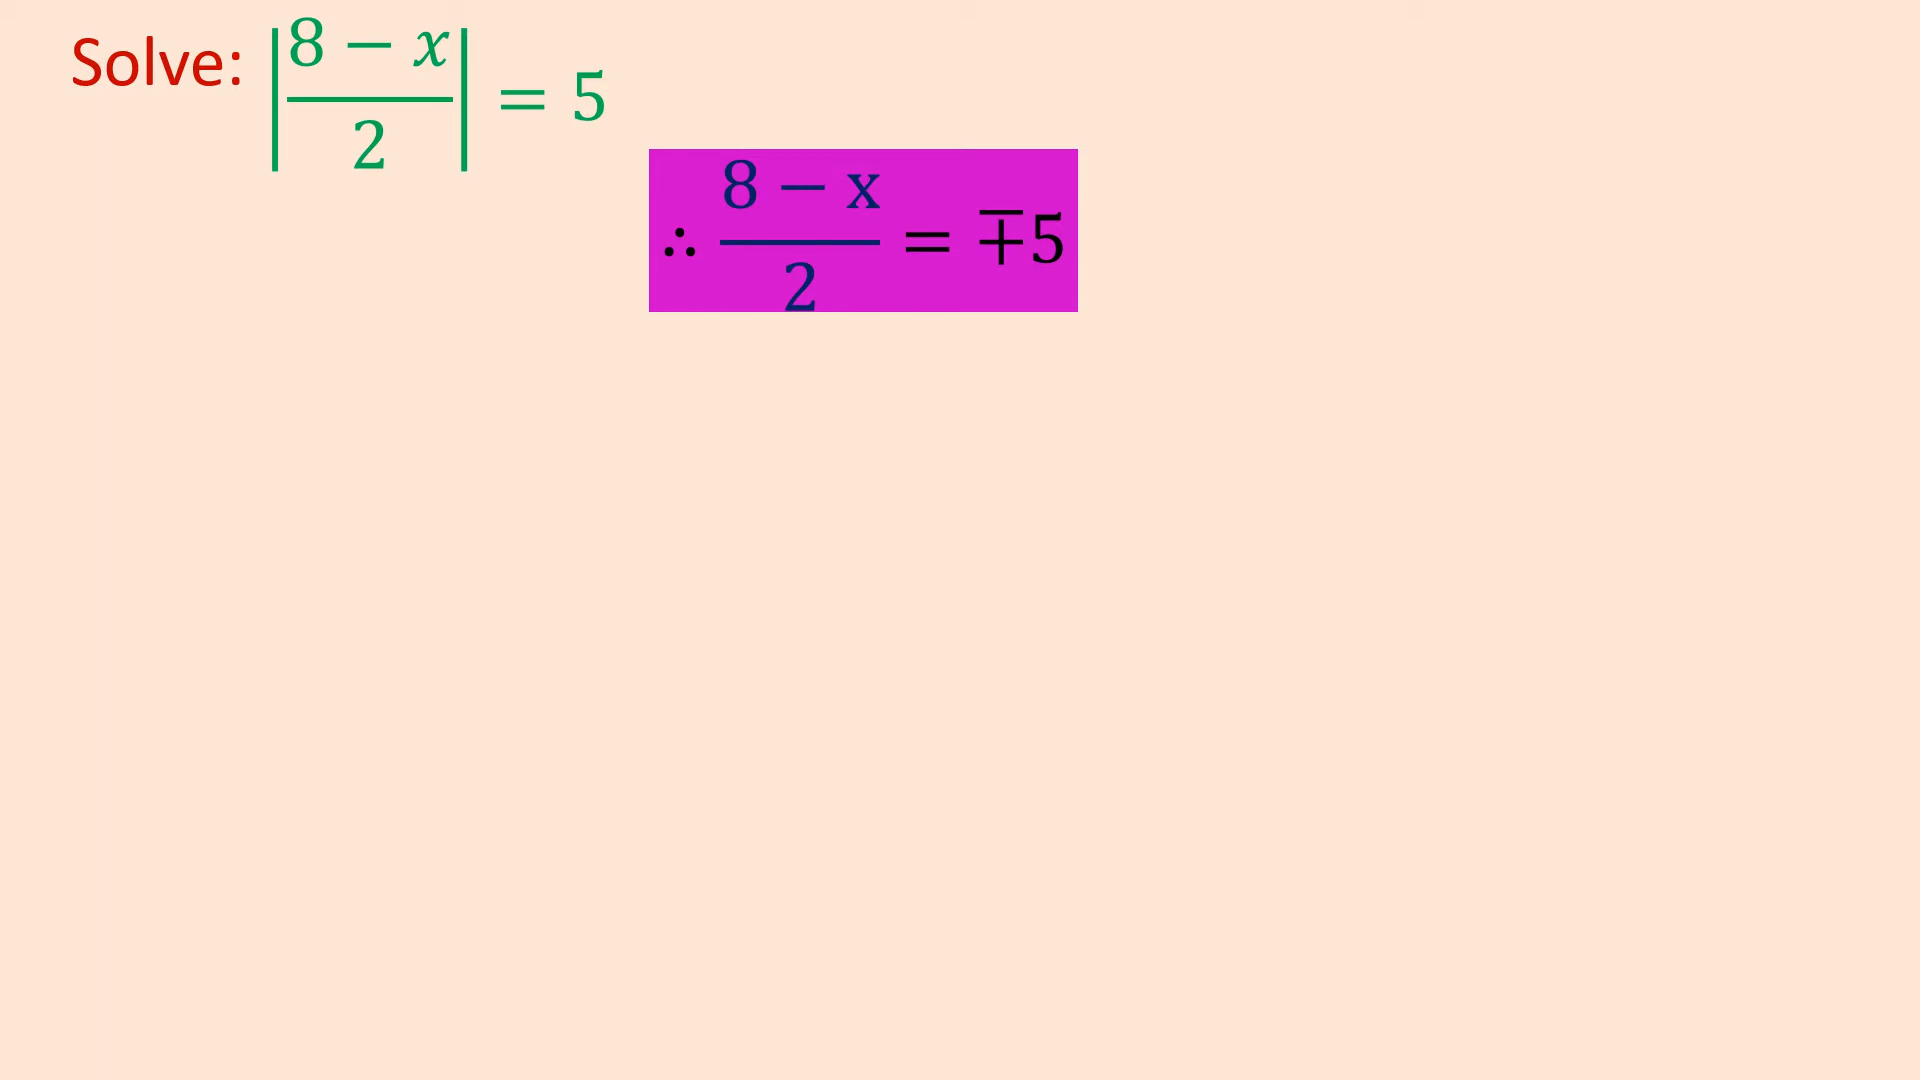 Solve: |(8 − x)/2| = 5
∴ (8 − x)/2 = ∓5